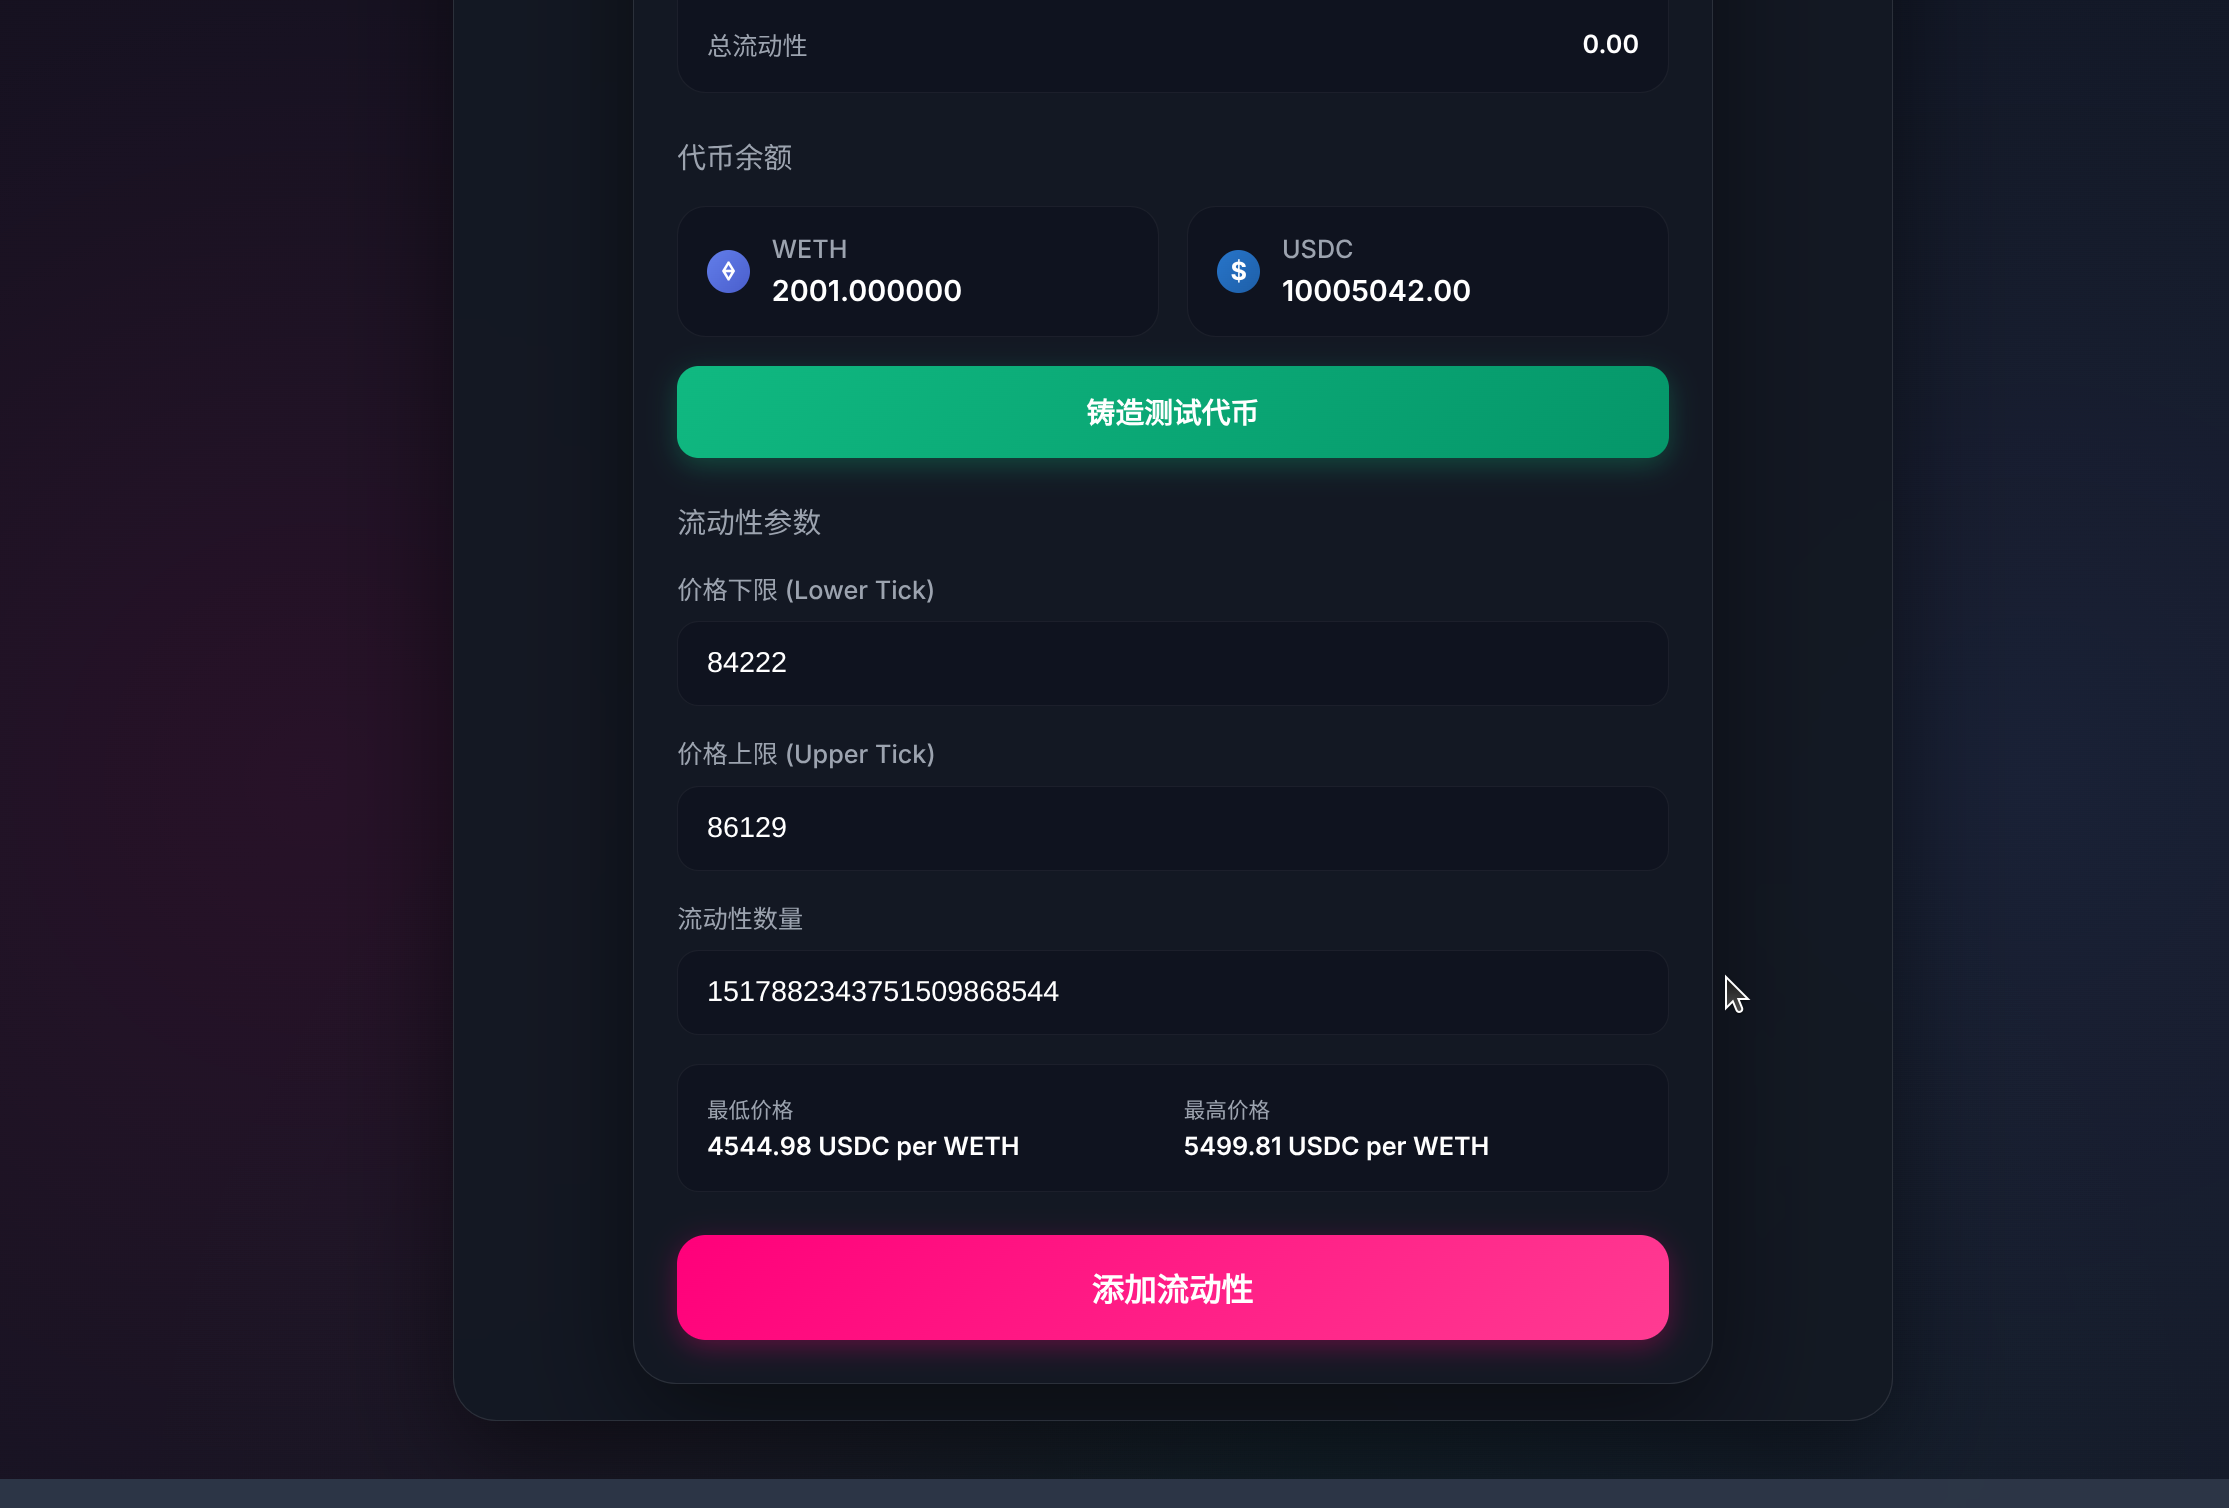 总流动性
0.00
代币余额
WETH
2001.000000
USDC
$
10005042.00
铸造测试代币
流动性参数
价格下限 (Lower Tick)
84222
价格上限 (Upper Tick)
86129
流动性数量
1517882343751509868544
最低价格
4544.98 USDC per WETH
最高价格
5499.81 USDC per WETH
添加流动性